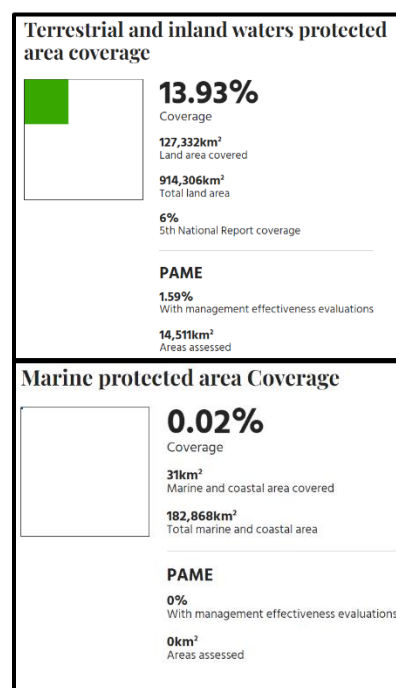 Terrestrial and inland waters protected
area coverage
13.93%
Coverage
127,332km²
Land area covered
914,306km²
Total land area
6%
5th National Report coverage
PAME
1.59%
With management effectiveness evaluations
14,511km²
Areas assessed
Marine protected area Coverage
0.02%
Coverage
31km²
Marine and coastal area covered
182,868km²
Total marine and coastal area
PAME
0%
With management effectiveness evaluations
0km²
Areas assessed